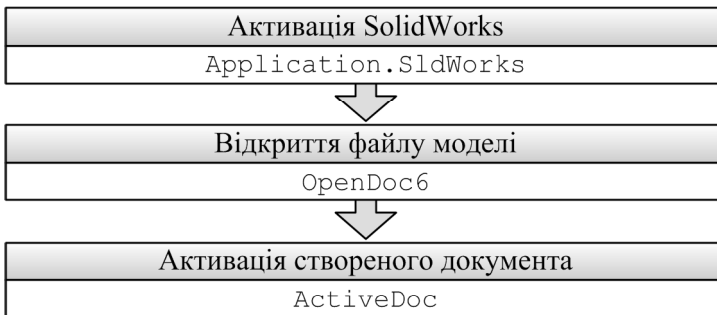 Активація SolidWorks
Application.SldWorks
Відкриття файлу моделі
OpenDoc6
Активація створеного документа
ActiveDoc